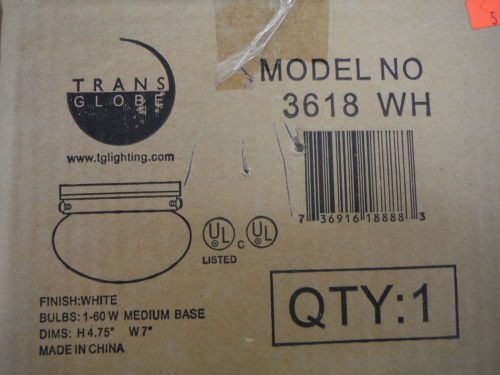 TRANS
GLOBE
www.tglighting.com
MODEL NO
3618 WH
7 36916 18888 3
UL C UL
LISTED
FINISH:WHITE
BULBS: 1-60 W MEDIUM BASE
DIMS: H 4.75" W 7"
MADE IN CHINA
QTY:1